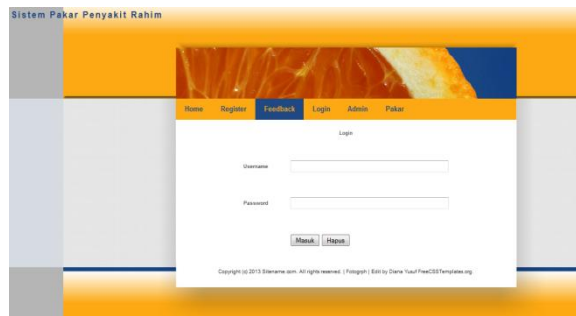 Sistem Pakar Penyakit Rahim
Home Register Feedback Login Admin Pakar
Login
Username
Password
Masuk Hapus
Copyright (c) 2013 Sitename.com. All rights reserved. | Fotogrph | Edit by Diana Yusuf FreeCSSTemplates.org.